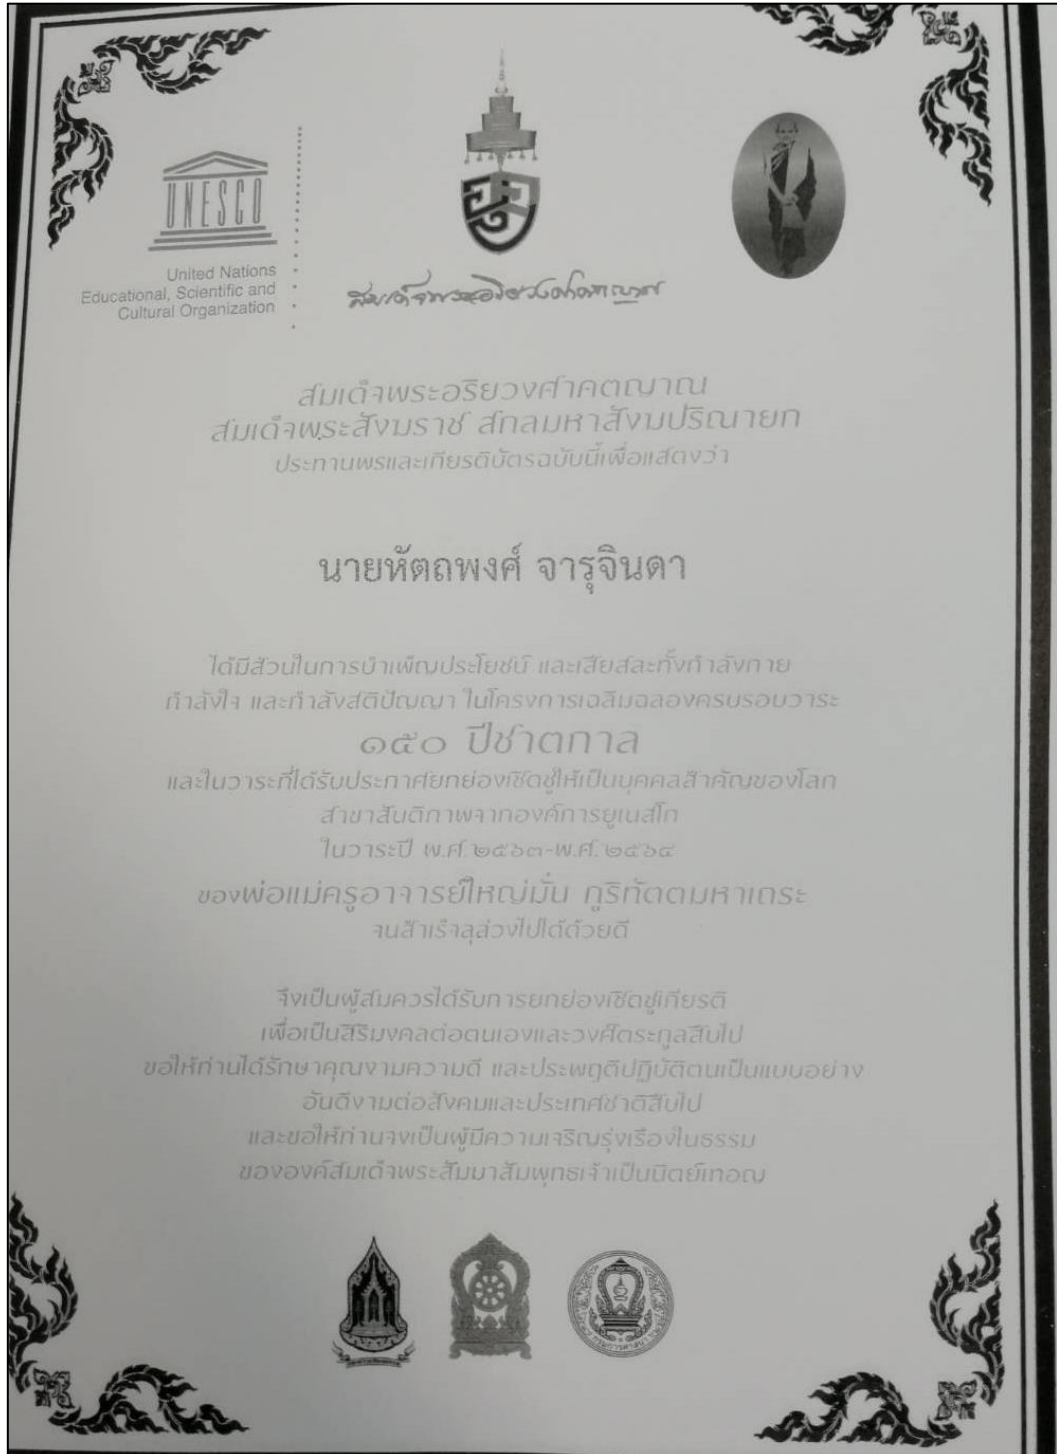 UNESCO
United Nations
Educational, Scientific and
Cultural Organization
สมเด็จพระอริยวงศาคตญาณ
สมเด็จพระอริยวงศาคตญาณ
สมเด็จพระสังฆราช สกลมหาสังฆปริณายก
ประทานพรและเกียรติบัตรฉบับนี้เพื่อแสดงว่า
นายหัตถพงศ์ จารุจินดา
ได้มีส่วนในการบำเพ็ญประโยชน์ และเสียสละทั้งกำลังกาย
กำลังใจ และกำลังสติปัญญา ในโครงการเฉลิมฉลองครบรอบวาระ
๑๕๐ ปีชาตกาล
และในวาระที่ได้รับประกาศยกย่องเชิดชูให้เป็นบุคคลสำคัญของโลก
สาขาสันติภาพจากองค์การยูเนสโก
ในวาระปี พ.ศ. ๒๕๖๓-พ.ศ. ๒๕๖๔
ของพ่อแม่ครูอาจารย์ใหญ่มั่น ภูริทัตตมหาเถระ
จนสำเร็จลุล่วงไปได้ด้วยดี
จึงเป็นผู้สมควรได้รับการยกย่องเชิดชูเกียรติ
เพื่อเป็นสิริมงคลต่อตนเองและวงศ์ตระกูลสืบไป
ขอให้ท่านได้รักษาคุณงามความดี และประพฤติปฏิบัติตนเป็นแบบอย่าง
อันดีงามต่อสังคมและประเทศชาติสืบไป
และขอให้ท่านจงเป็นผู้มีความเจริญรุ่งเรืองในธรรม
ขององค์สมเด็จพระสัมมาสัมพุทธเจ้าเป็นนิตย์เทอญ